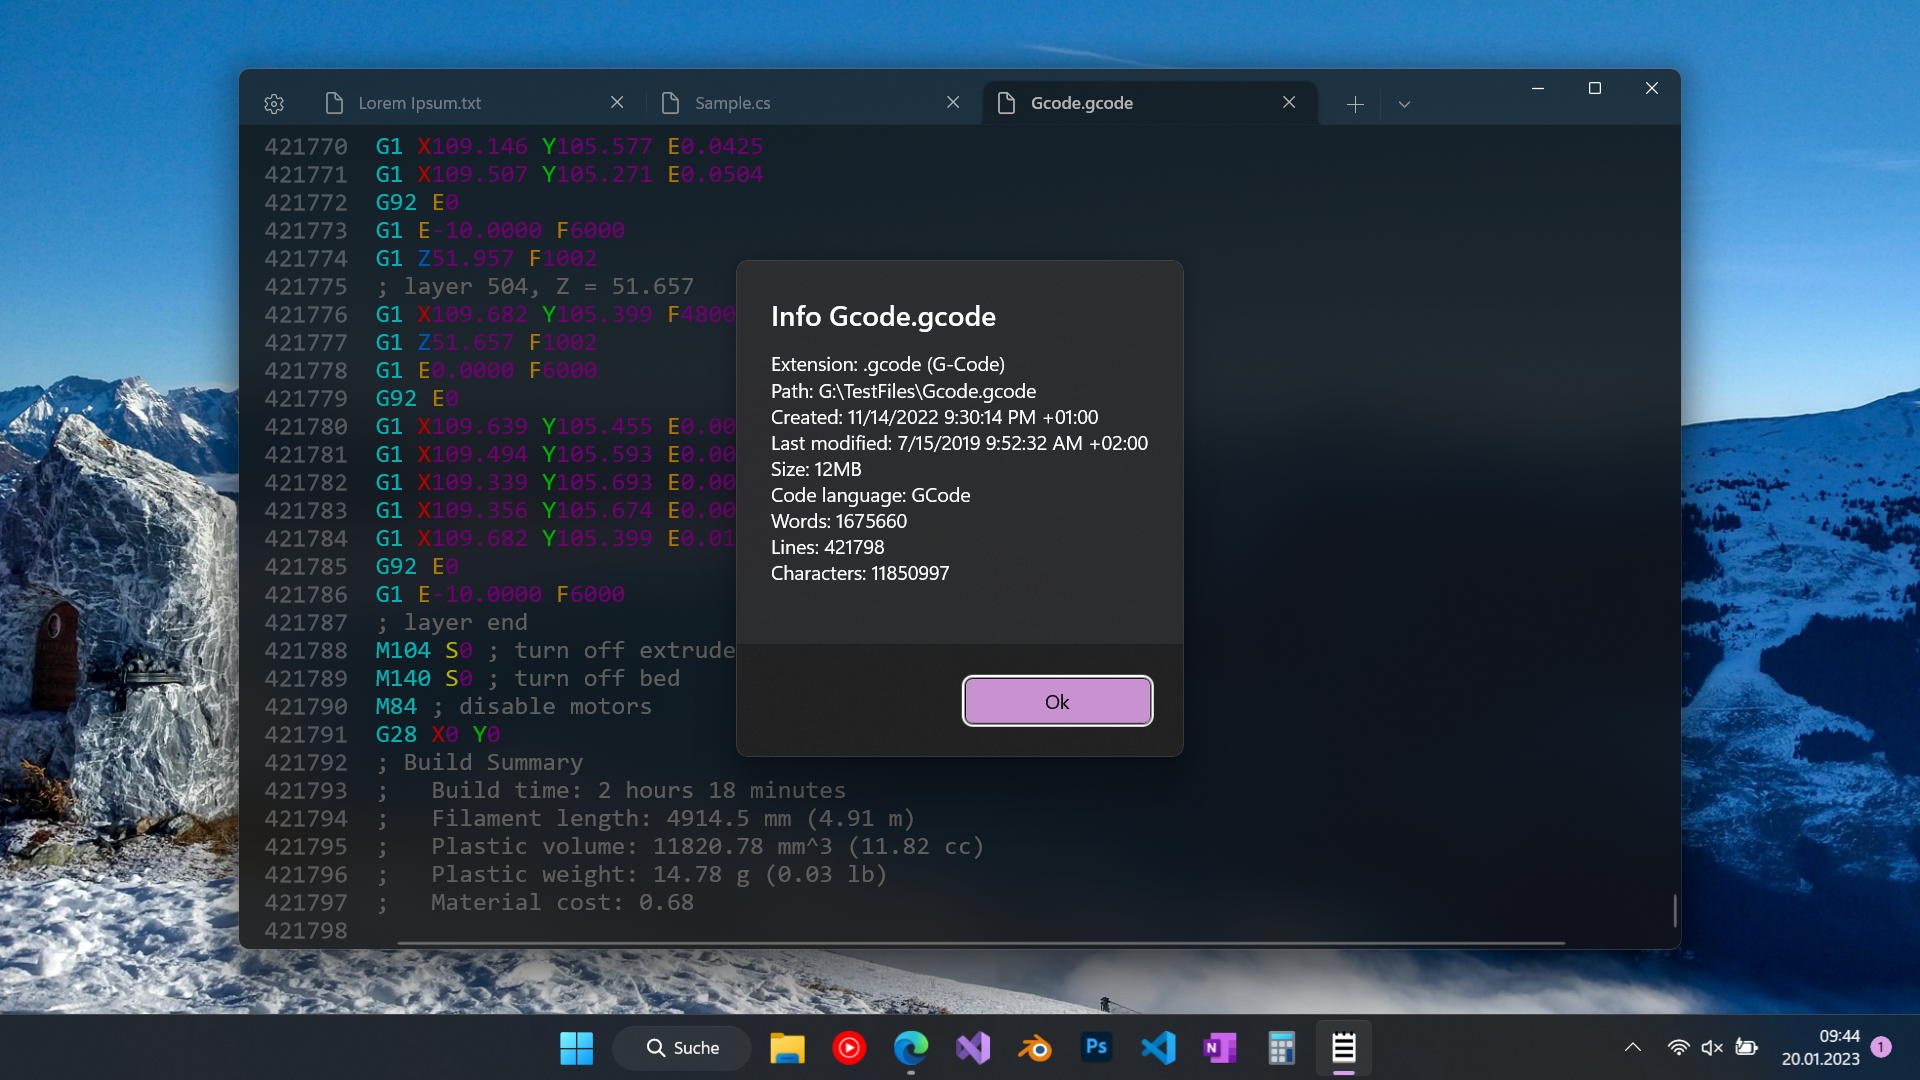 Lorem Ipsum.txt
Sample.cs
Gcode.gcode
421770 G1 X109.146 Y105.577 E0.0425
421771 G1 X109.507 Y105.271 E0.0504
421772 G92 E0
421773 G1 E-10.0000 F6000
421774 G1 Z51.957 F1002
421775 ; layer 504, Z = 51.657
421776 G1 X109.682 Y105.399 F4800
421777 G1 Z51.657 F1002
421778 G1 E0.0000 F6000
421779 G92 E0
421780 G1 X109.639 Y105.455 E0.00
421781 G1 X109.494 Y105.593 E0.00
421782 G1 X109.339 Y105.693 E0.00
421783 G1 X109.356 Y105.674 E0.00
421784 G1 X109.682 Y105.399 E0.01
421785 G92 E0
421786 G1 E-10.0000 F6000
421787 ; layer end
421788 M104 S0 ; turn off extrude
421789 M140 S0 ; turn off bed
421790 M84 ; disable motors
421791 G28 X0 Y0
421792 ; Build Summary
421793 ;   Build time: 2 hours 18 minutes
421794 ;   Filament length: 4914.5 mm (4.91 m)
421795 ;   Plastic volume: 11820.78 mm^3 (11.82 cc)
421796 ;   Plastic weight: 14.78 g (0.03 lb)
421797 ;   Material cost: 0.68
421798
Info Gcode.gcode
Extension: .gcode (G-Code)
Path: G:\TestFiles\Gcode.gcode
Created: 11/14/2022 9:30:14 PM +01:00
Last modified: 7/15/2019 9:52:32 AM +02:00
Size: 12MB
Code language: GCode
Words: 1675660
Lines: 421798
Characters: 11850997
Ok
Suche
Ps
N
09:44
20.01.2023
1